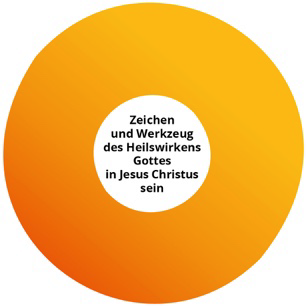 Zeichen
und Werkzeug
des Heilswirkens
Gottes
in Jesus Christus
sein